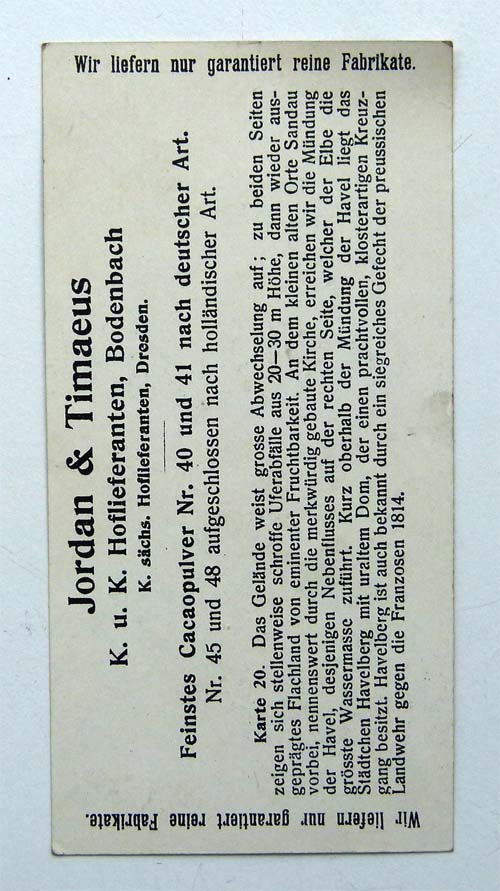 Wir liefern nur garantiert reine Fabrikate.
Jordan & Timaeus
K. u. K. Hoflieferanten, Bodenbach
K. sächs. Hoflieferanten, Dresden.
Feinstes Cacaopulver Nr. 40 und 41 nach deutscher Art.
Nr. 45 und 48 aufgeschlossen nach holländischer Art.
Karte 20. Das Gelände weist grosse Abwechselung auf; zu beiden Seiten
zeigen sich stellenweise schroffe Uferabfälle aus 20—30 m Höhe, dann wieder aus-
geprägtes Flachland von eminenter Fruchtbarkeit. An dem kleinen alten Orte Sandau
vorbei, nennenswert durch die merkwürdig gebaute Kirche, erreichen wir die Mündung
der Havel, desjenigen Nebenflusses auf der rechten Seite, welcher der Elbe die
grösste Wassermasse zuführt. Kurz oberhalb der Mündung der Havel liegt das
Städtchen Havelberg mit uraltem Dom, der einen prachtvollen, klosterartigen Kreuz-
gang besitzt. Havelberg ist auch bekannt durch ein siegreiches Gefecht der preussischen
Landwehr gegen die Franzosen 1814.
Wir liefern nur garantiert reine Fabrikate.